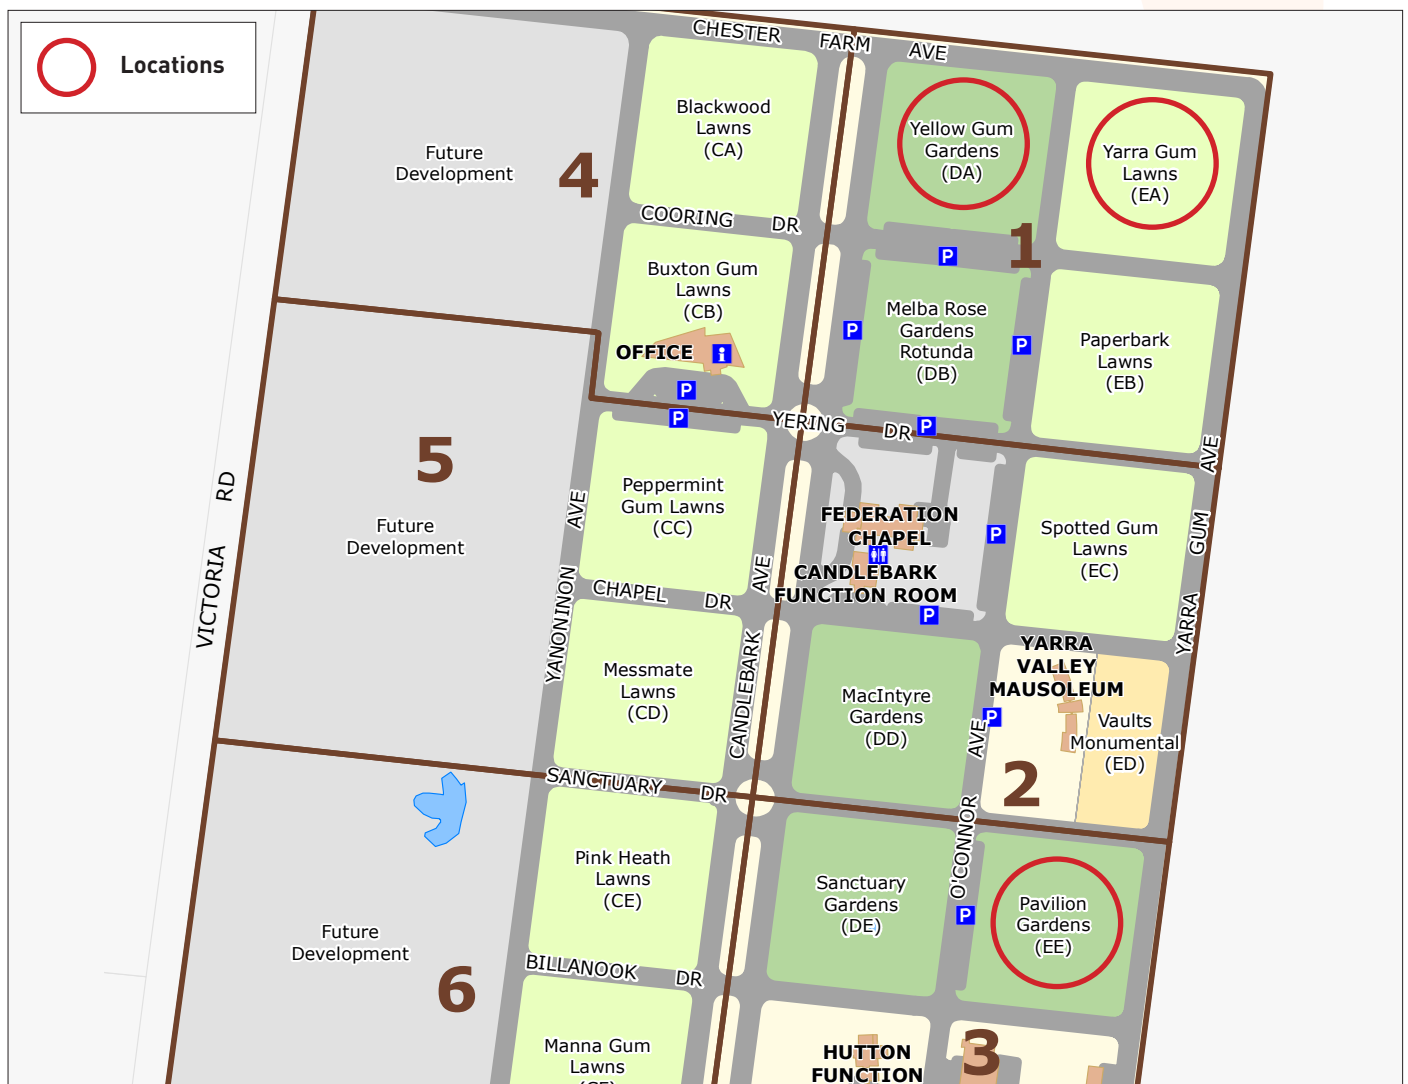 Locations
CHESTER FARM AVE
Blackwood
Lawns
(CA)
Yellow Gum
Gardens
(DA)
Yarra Gum
Lawns
(EA)
Future
Development
4
COORING DR
1
P
Buxton Gum
Lawns
(CB)
OFFICE
i
P
P
Melba Rose
Gardens
Rotunda
(DB)
P
P
P
Paperbark
Lawns
(EB)
YERING DR
5
Future
Development
VICTORIA RD
YANONINON AVE
Peppermint
Gum Lawns
(CC)
CANDLEBARK AVE
FEDERATION
CHAPEL
CANDLEBARK
FUNCTION ROOM
P
P
Spotted Gum
Lawns
(EC)
YARRA GUM AVE
CHAPEL DR
Messmate
Lawns
(CD)
MacIntyre
Gardens
(DD)
YARRA
VALLEY
MAUSOLEUM
P
Vaults
Monumental
(ED)
2
O'CONNOR AVE
SANCTUARY DR
Pink Heath
Lawns
(CE)
Sanctuary
Gardens
(DE)
P
Pavilion
Gardens
(EE)
Future
Development
6
BILLANOOK DR
Manna Gum
Lawns
HUTTON
FUNCTION
3